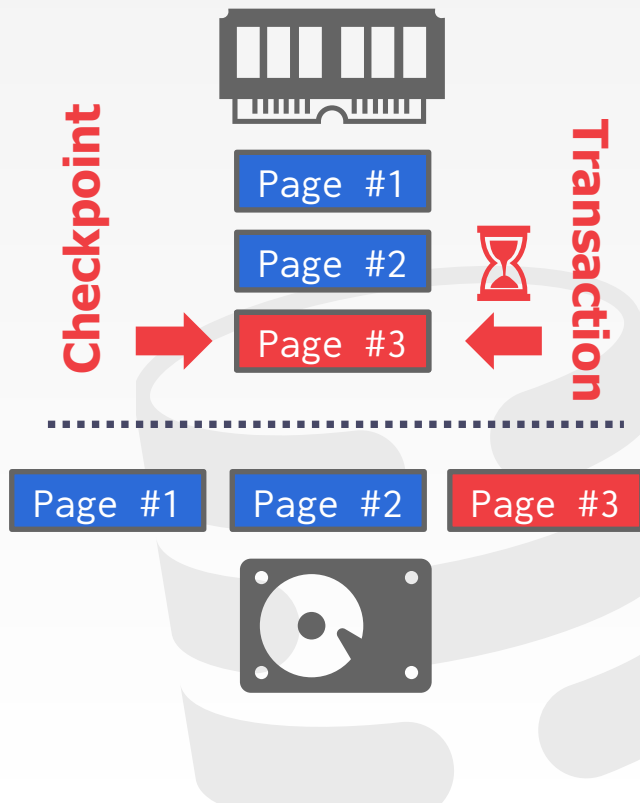 Checkpoint
Transaction
Page #1
Page #2
Page #3
Page #1
Page #2
Page #3